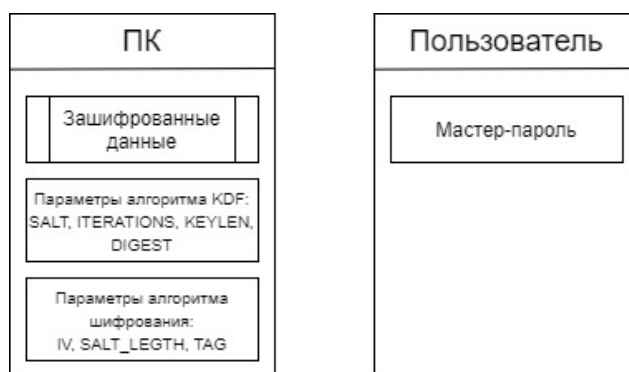 ПК
Зашифрованные
данные
Параметры алгоритма KDF:
SALT, ITERATIONS, KEYLEN,
DIGEST
Параметры алгоритма
шифрования:
IV, SALT_LEGTH, TAG
Пользователь
Мастер-пароль